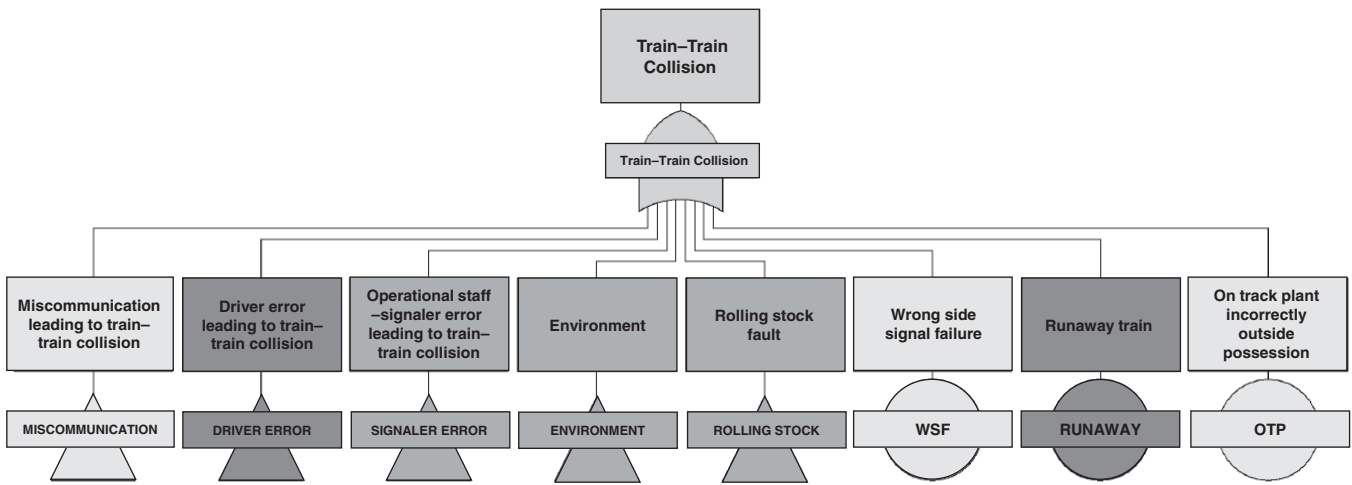 Train–Train
Collision
Train–Train Collision
Miscommunication
leading to train–
train collision
Driver error
leading to train–
train collision
Operational staff
–signaler error
leading to train–
train collision
Environment
Rolling stock
fault
Wrong side
signal failure
Runaway train
On track plant
incorrectly
outside
possession
MISCOMMUNICATION
DRIVER ERROR
SIGNALER ERROR
ENVIRONMENT
ROLLING STOCK
WSF
RUNAWAY
OTP